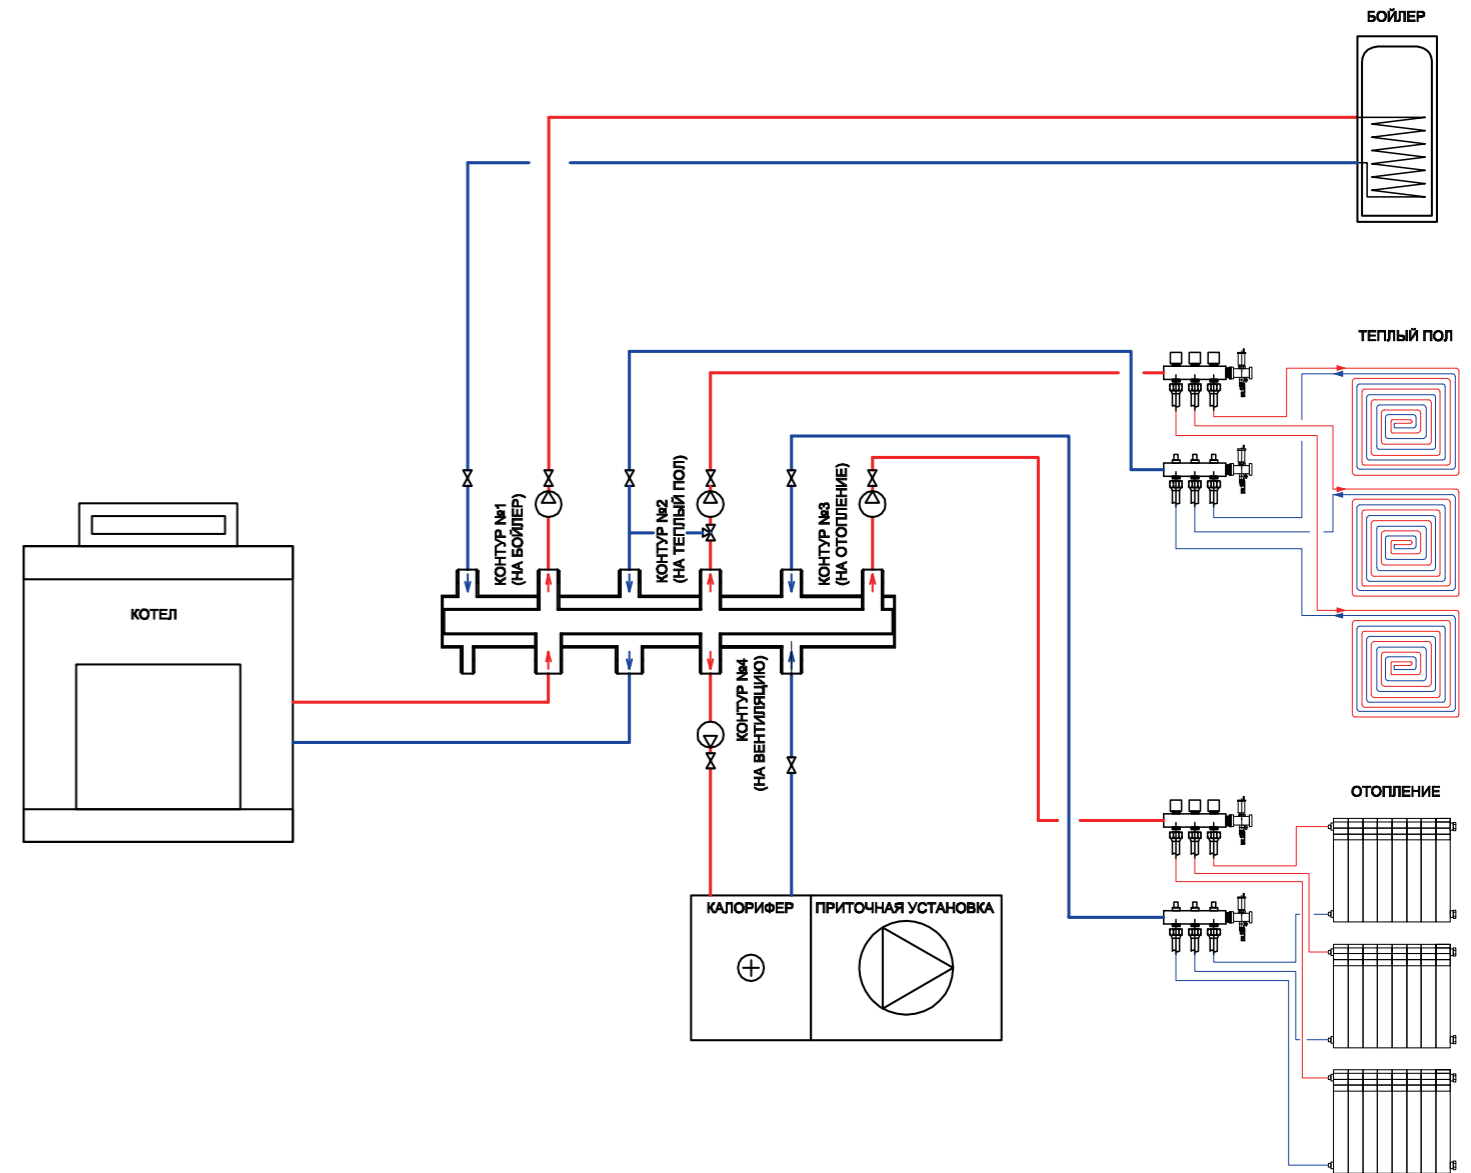 БОЙЛЕР
ТЕПЛЫЙ ПОЛ
КОНТУР №1
(НА БОЙЛЕР)
КОНТУР №2
(НА ТЕПЛЫЙ ПОЛ)
КОНТУР №3
(НА ОТОПЛЕНИЕ)
КОТЕЛ
КОНТУР №4
(НА ВЕНТИЛЯЦИЮ)
ОТОПЛЕНИЕ
КАЛОРИФЕР
ПРИТОЧНАЯ УСТАНОВКА